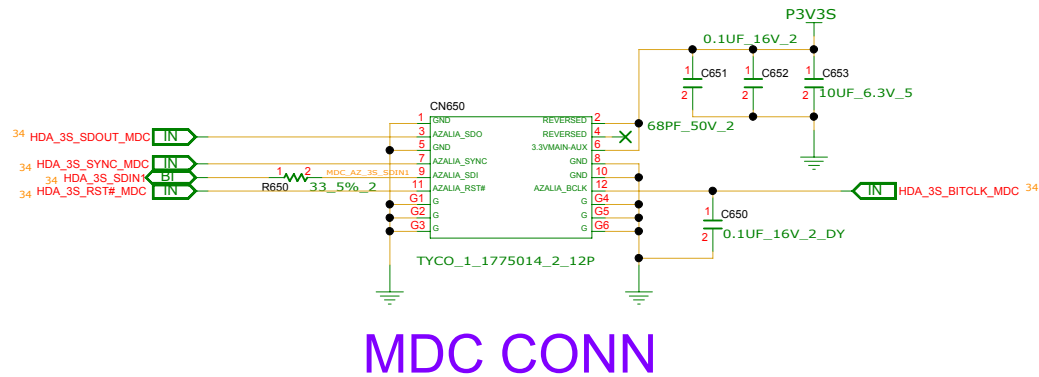 P3V3S
0.1UF_16V_2
1 C651 1 C652 1 C653
2 2 2 10UF_6.3V_5
68PF_50V_2
CN650
1 GND REVERSED 2
34 HDA_3S_SDOUT_MDC IN 3 AZALIA_SDO REVERSED 4
5 GND 3.3VMAIN-AUX 6
34 HDA_3S_SYNC_MDC IN 7 AZALIA_SYNC GND 8
34 HDA_3S_SDIN1 BI 1 2 MDC_AZ_3S_SDIN1 9 AZALIA_SDI GND 10
R650 33_5%_2
34 HDA_3S_RST#_MDC IN 11 AZALIA_RST# AZALIA_BCLK 12 IN HDA_3S_BITCLK_MDC 34
G1 G G G4
G2 G G G5
G3 G G G6
1 C650
2 0.1UF_16V_2_DY
TYCO_1_1775014_2_12P
MDC CONN